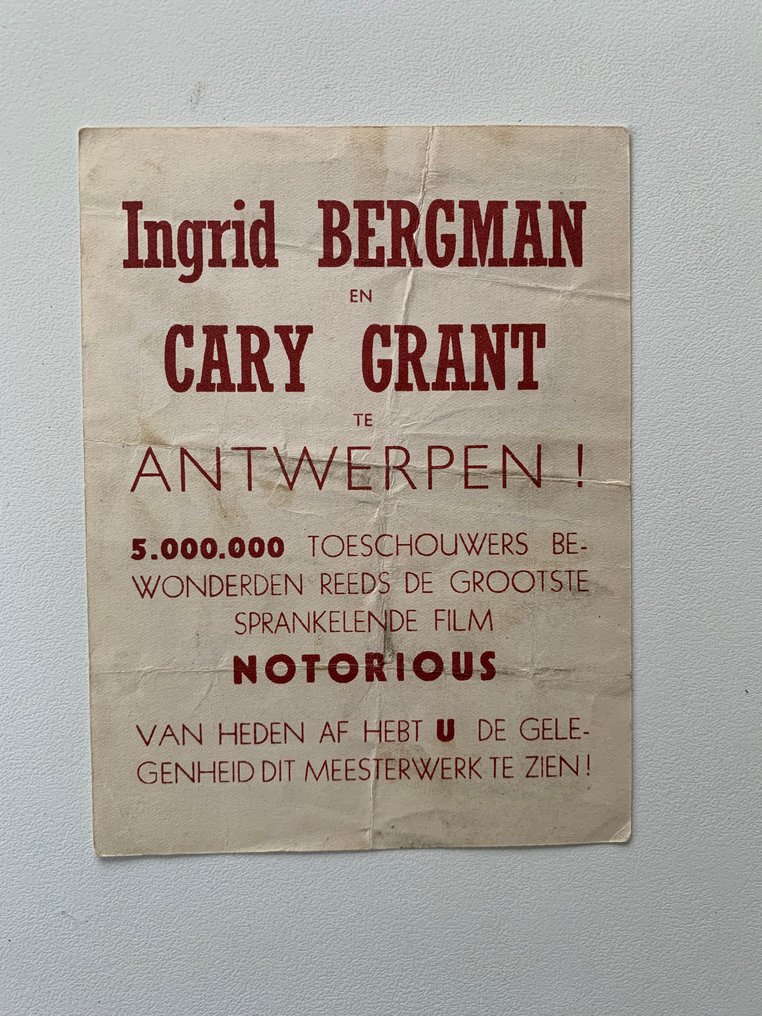 Ingrid BERGMAN
EN
CARY GRANT
TE
ANTWERPEN !
5.000.000 TOESCHOUWERS BE-
WONDERDEN REEDS DE GROOTSTE
SPRANKELENDE FILM
NOTORIOUS
VAN HEDEN AF HEBT U DE GELE-
GENHEID DIT MEESTERWERK TE ZIEN !